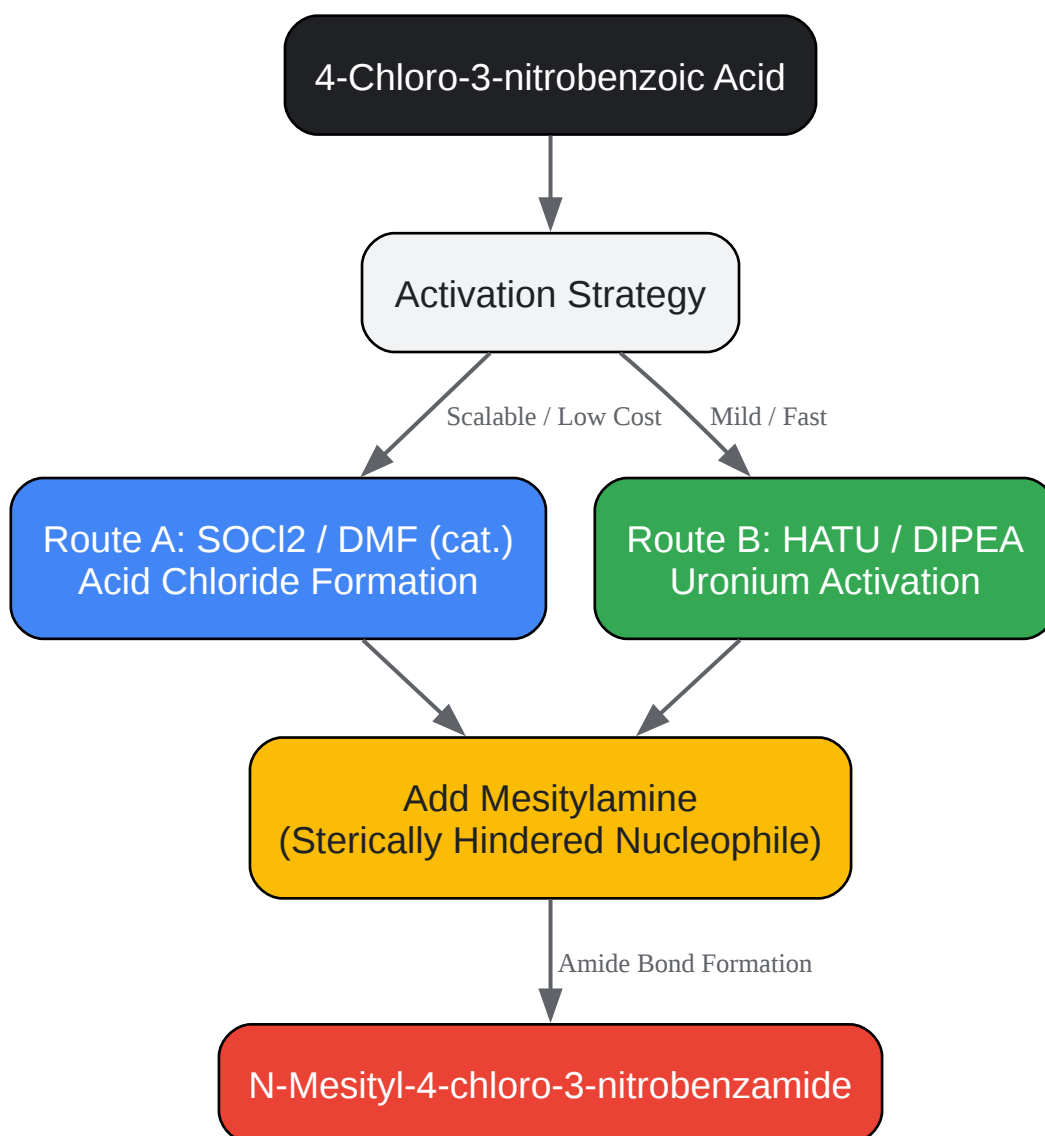 4-Chloro-3-nitrobenzoic Acid
Activation Strategy
Scalable / Low Cost
Mild / Fast
Route A: SOCl2 / DMF (cat.)
Acid Chloride Formation
Route B: HATU / DIPEA
Uronium Activation
Add Mesitylamine
(Sterically Hindered Nucleophile)
Amide Bond Formation
N-Mesityl-4-chloro-3-nitrobenzamide